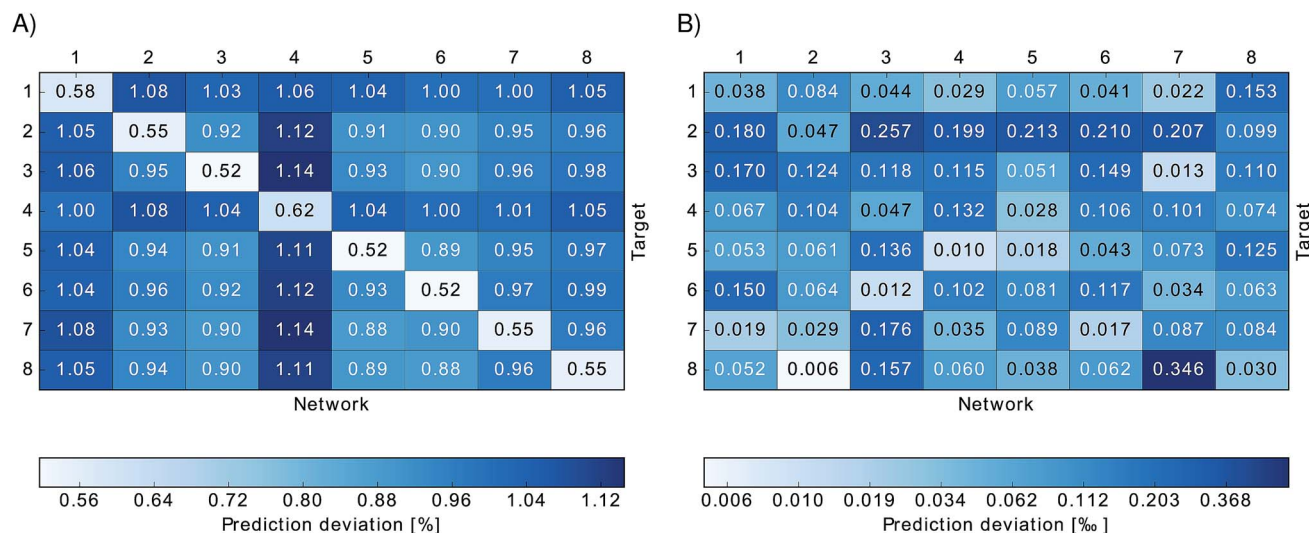 A)
1 2 3 4 5 6 7 8
1 0.58 1.08 1.03 1.06 1.04 1.00 1.00 1.05
2 1.05 0.55 0.92 1.12 0.91 0.90 0.95 0.96
3 1.06 0.95 0.52 1.14 0.93 0.90 0.96 0.98
4 1.00 1.08 1.04 0.62 1.04 1.00 1.01 1.05
5 1.04 0.94 0.91 1.11 0.52 0.89 0.95 0.97
6 1.04 0.96 0.92 1.12 0.93 0.52 0.97 0.99
7 1.08 0.93 0.90 1.14 0.88 0.90 0.55 0.96
8 1.05 0.94 0.90 1.11 0.89 0.88 0.96 0.55
Target
Network
0.56 0.64 0.72 0.80 0.88 0.96 1.04 1.12
Prediction deviation [%]
B)
1 2 3 4 5 6 7 8
1 0.038 0.084 0.044 0.029 0.057 0.041 0.022 0.153
2 0.180 0.047 0.257 0.199 0.213 0.210 0.207 0.099
3 0.170 0.124 0.118 0.115 0.051 0.149 0.013 0.110
4 0.067 0.104 0.047 0.132 0.028 0.106 0.101 0.074
5 0.053 0.061 0.136 0.010 0.018 0.043 0.073 0.125
6 0.150 0.064 0.012 0.102 0.081 0.117 0.034 0.063
7 0.019 0.029 0.176 0.035 0.089 0.017 0.087 0.084
8 0.052 0.006 0.157 0.060 0.038 0.062 0.346 0.030
Target
Network
0.006 0.010 0.019 0.034 0.062 0.112 0.203 0.368
Prediction deviation [‰]